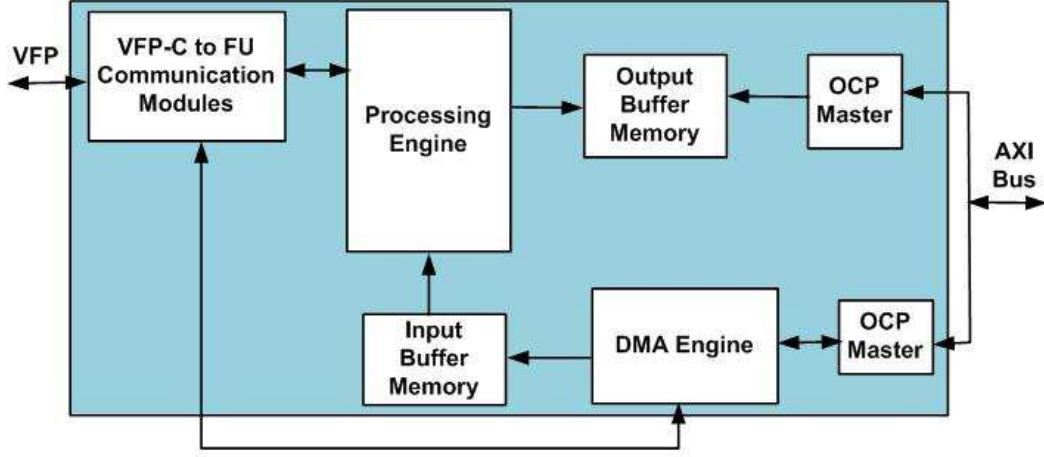 VFP
VFP-C to FU
Communication
Modules
Processing
Engine
Output
Buffer
Memory
OCP
Master
AXI
Bus
Input
Buffer
Memory
DMA Engine
OCP
Master